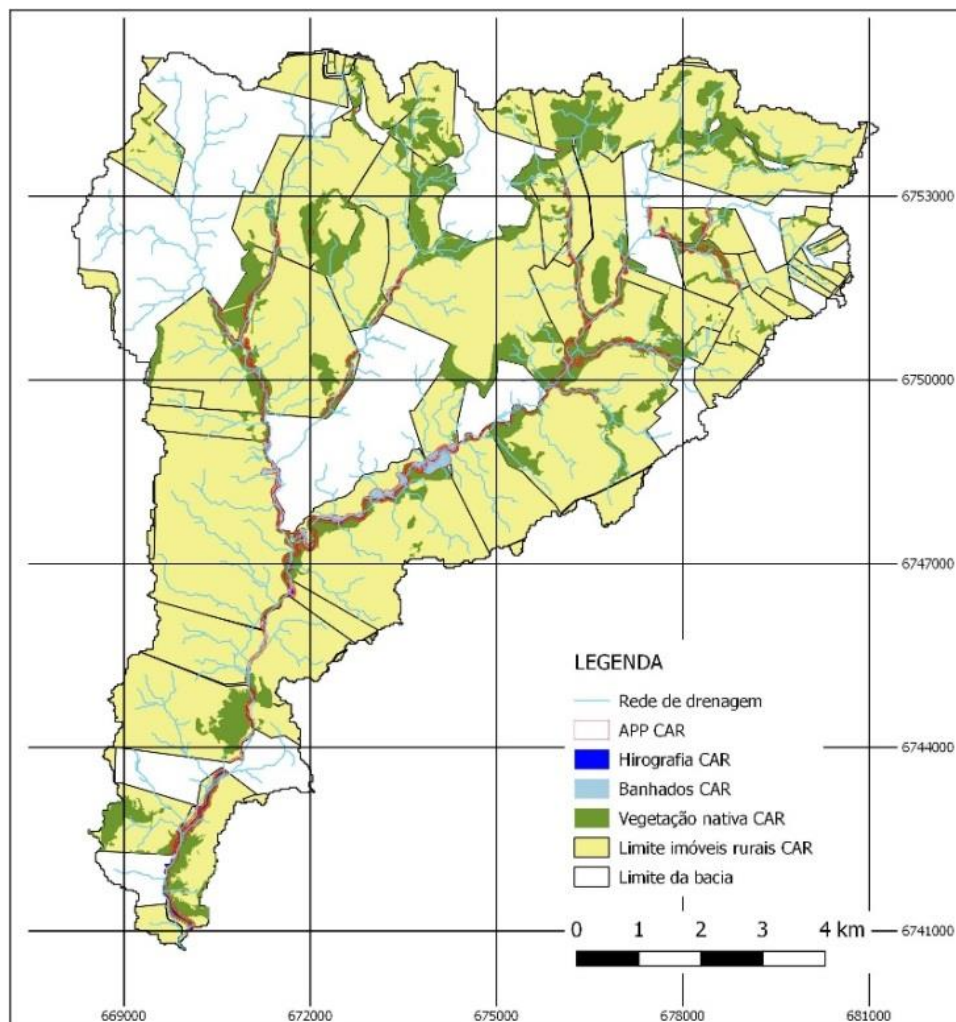 6753000
6750000
6747000
LEGENDA
Rede de drenagem
APP CAR
Hirografia CAR
Banhados CAR
Vegetação nativa CAR
Limite imóveis rurais CAR
Limite da bacia
6744000
0 1 2 3 4 km
6741000
669000 672000 675000 678000 681000